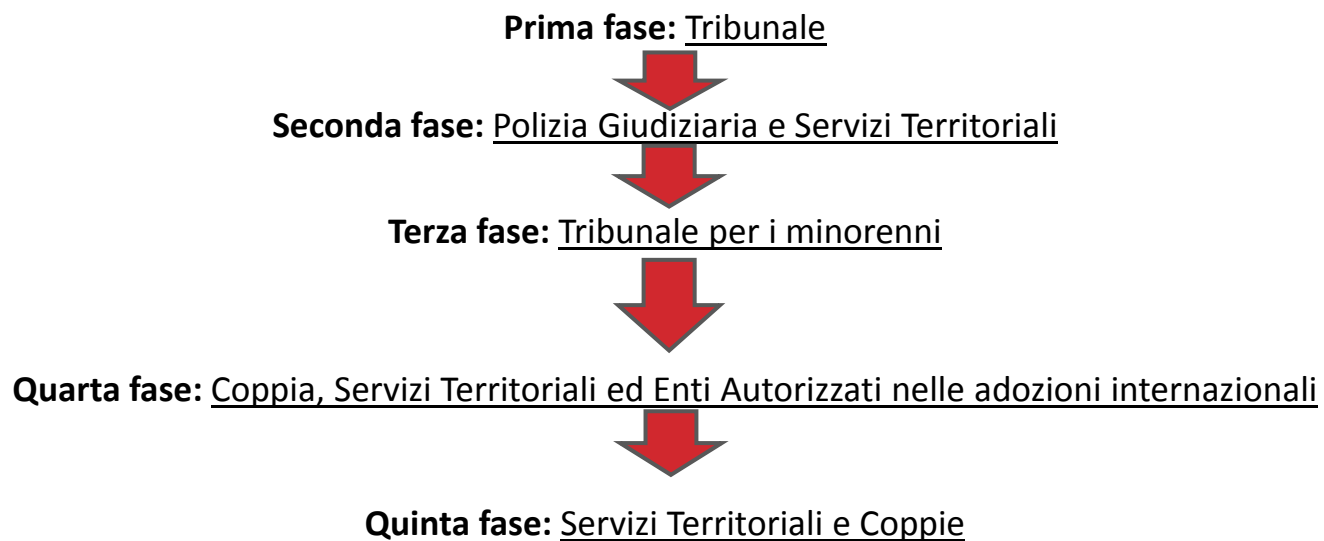 Prima fase: Tribunale
Seconda fase: Polizia Giudiziaria e Servizi Territoriali
Terza fase: Tribunale per i minorenni
Quarta fase: Coppia, Servizi Territoriali ed Enti Autorizzati nelle adozioni internazionali
Quinta fase: Servizi Territoriali e Coppie